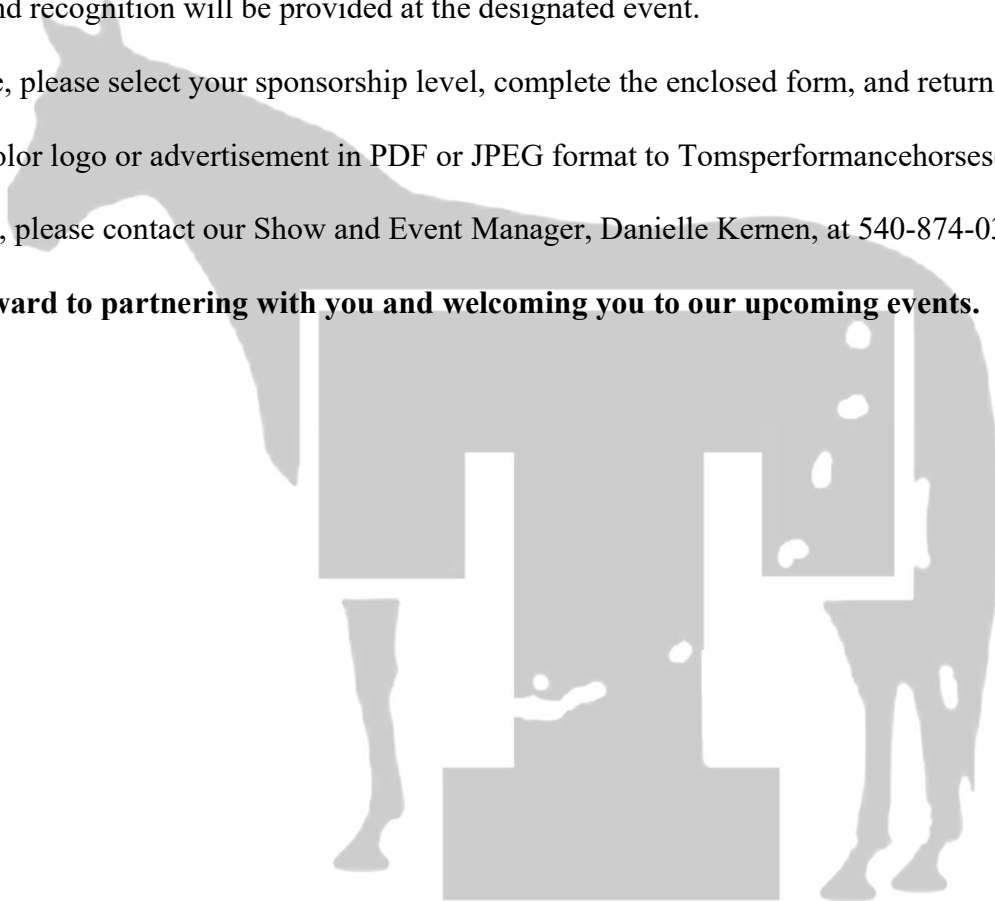 nd recognition will be provided at the designated event.
e, please select your sponsorship level, complete the enclosed form, and return
olor logo or advertisement in PDF or JPEG format to Tomsperformancehorses
, please contact our Show and Event Manager, Danielle Kernen, at 540-874-03
ward to partnering with you and welcoming you to our upcoming events.
T